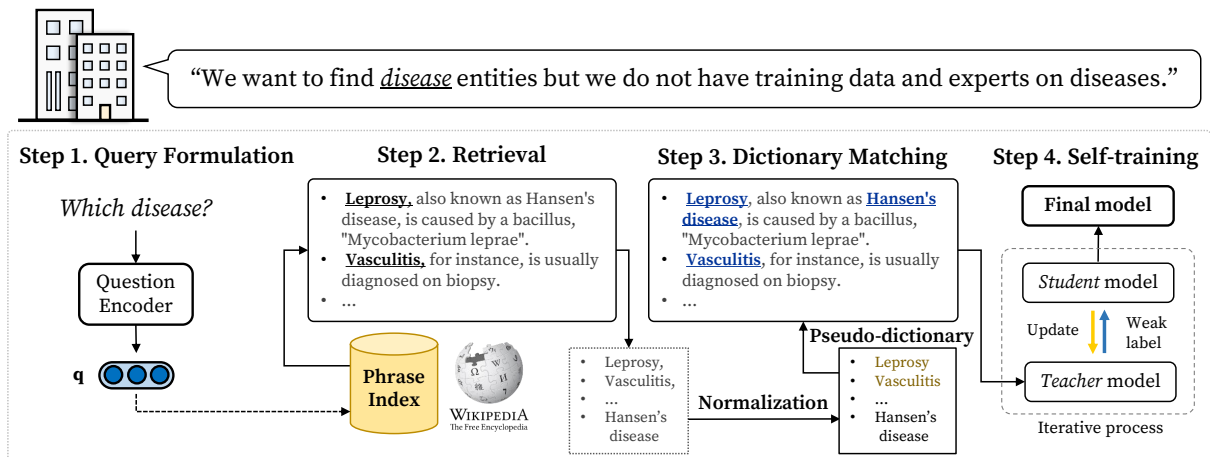 “We want to find disease entities but we do not have training data and experts on diseases.”
Step 1. Query Formulation
Which disease?
Question
Encoder
q
Step 2. Retrieval
• Leprosy, also known as Hansen's
disease, is caused by a bacillus,
"Mycobacterium leprae".
• Vasculitis, for instance, is usually
diagnosed on biopsy.
• ...
Phrase
Index
WIKIPEDIA
The Free Encyclopedia
• Leprosy,
• Vasculitis,
• ...
• Hansen’s
disease
Normalization
Step 3. Dictionary Matching
• Leprosy, also known as Hansen's
disease, is caused by a bacillus,
"Mycobacterium leprae".
• Vasculitis, for instance, is usually
diagnosed on biopsy.
• ...
Pseudo-dictionary
• Leprosy
• Vasculitis
• ...
• Hansen’s
disease
Step 4. Self-training
Final model
Student model
Update
Weak
label
Teacher model
Iterative process